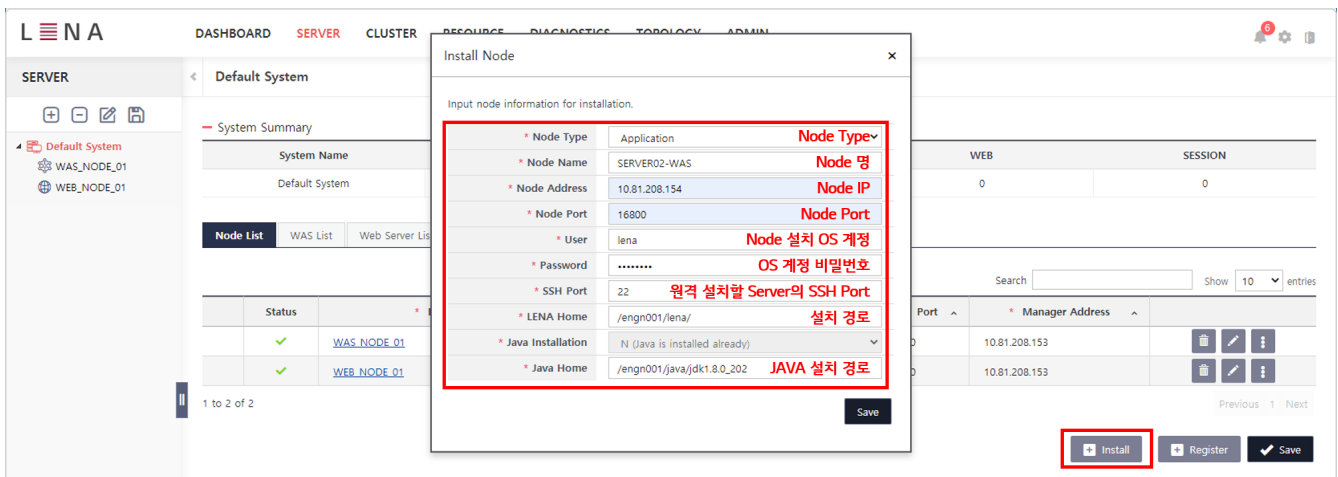 LENA
DASHBOARD SERVER CLUSTER RESOURCE DIAGNOSTICS TOPOLOGY ADMIN
6
SERVER
Default System
Default System
WAS_NODE_01
WEB_NODE_01
System Summary
System Name WEB SESSION
Default System 0 0
Node List WAS List Web Server Lis
Search Show 10 entries
Status * Port * Manager Address
WAS_NODE_01 10.81.208.153
WEB_NODE_01 10.81.208.153
1 to 2 of 2 Previous 1 Next
Install Register Save
Install Node ×
Input node information for installation.
* Node Type Application Node Type
* Node Name SERVER02-WAS Node 명
* Node Address 10.81.208.154 Node IP
* Node Port 16800 Node Port
* User lena Node 설치 OS 계정
* Password •••••••• OS 계정 비밀번호
* SSH Port 22 원격 설치할 Server의 SSH Port
* LENA Home /engn001/lena/ 설치 경로
* Java Installation N (Java is installed already)
* Java Home /engn001/java/jdk1.8.0_202 JAVA 설치 경로
Save